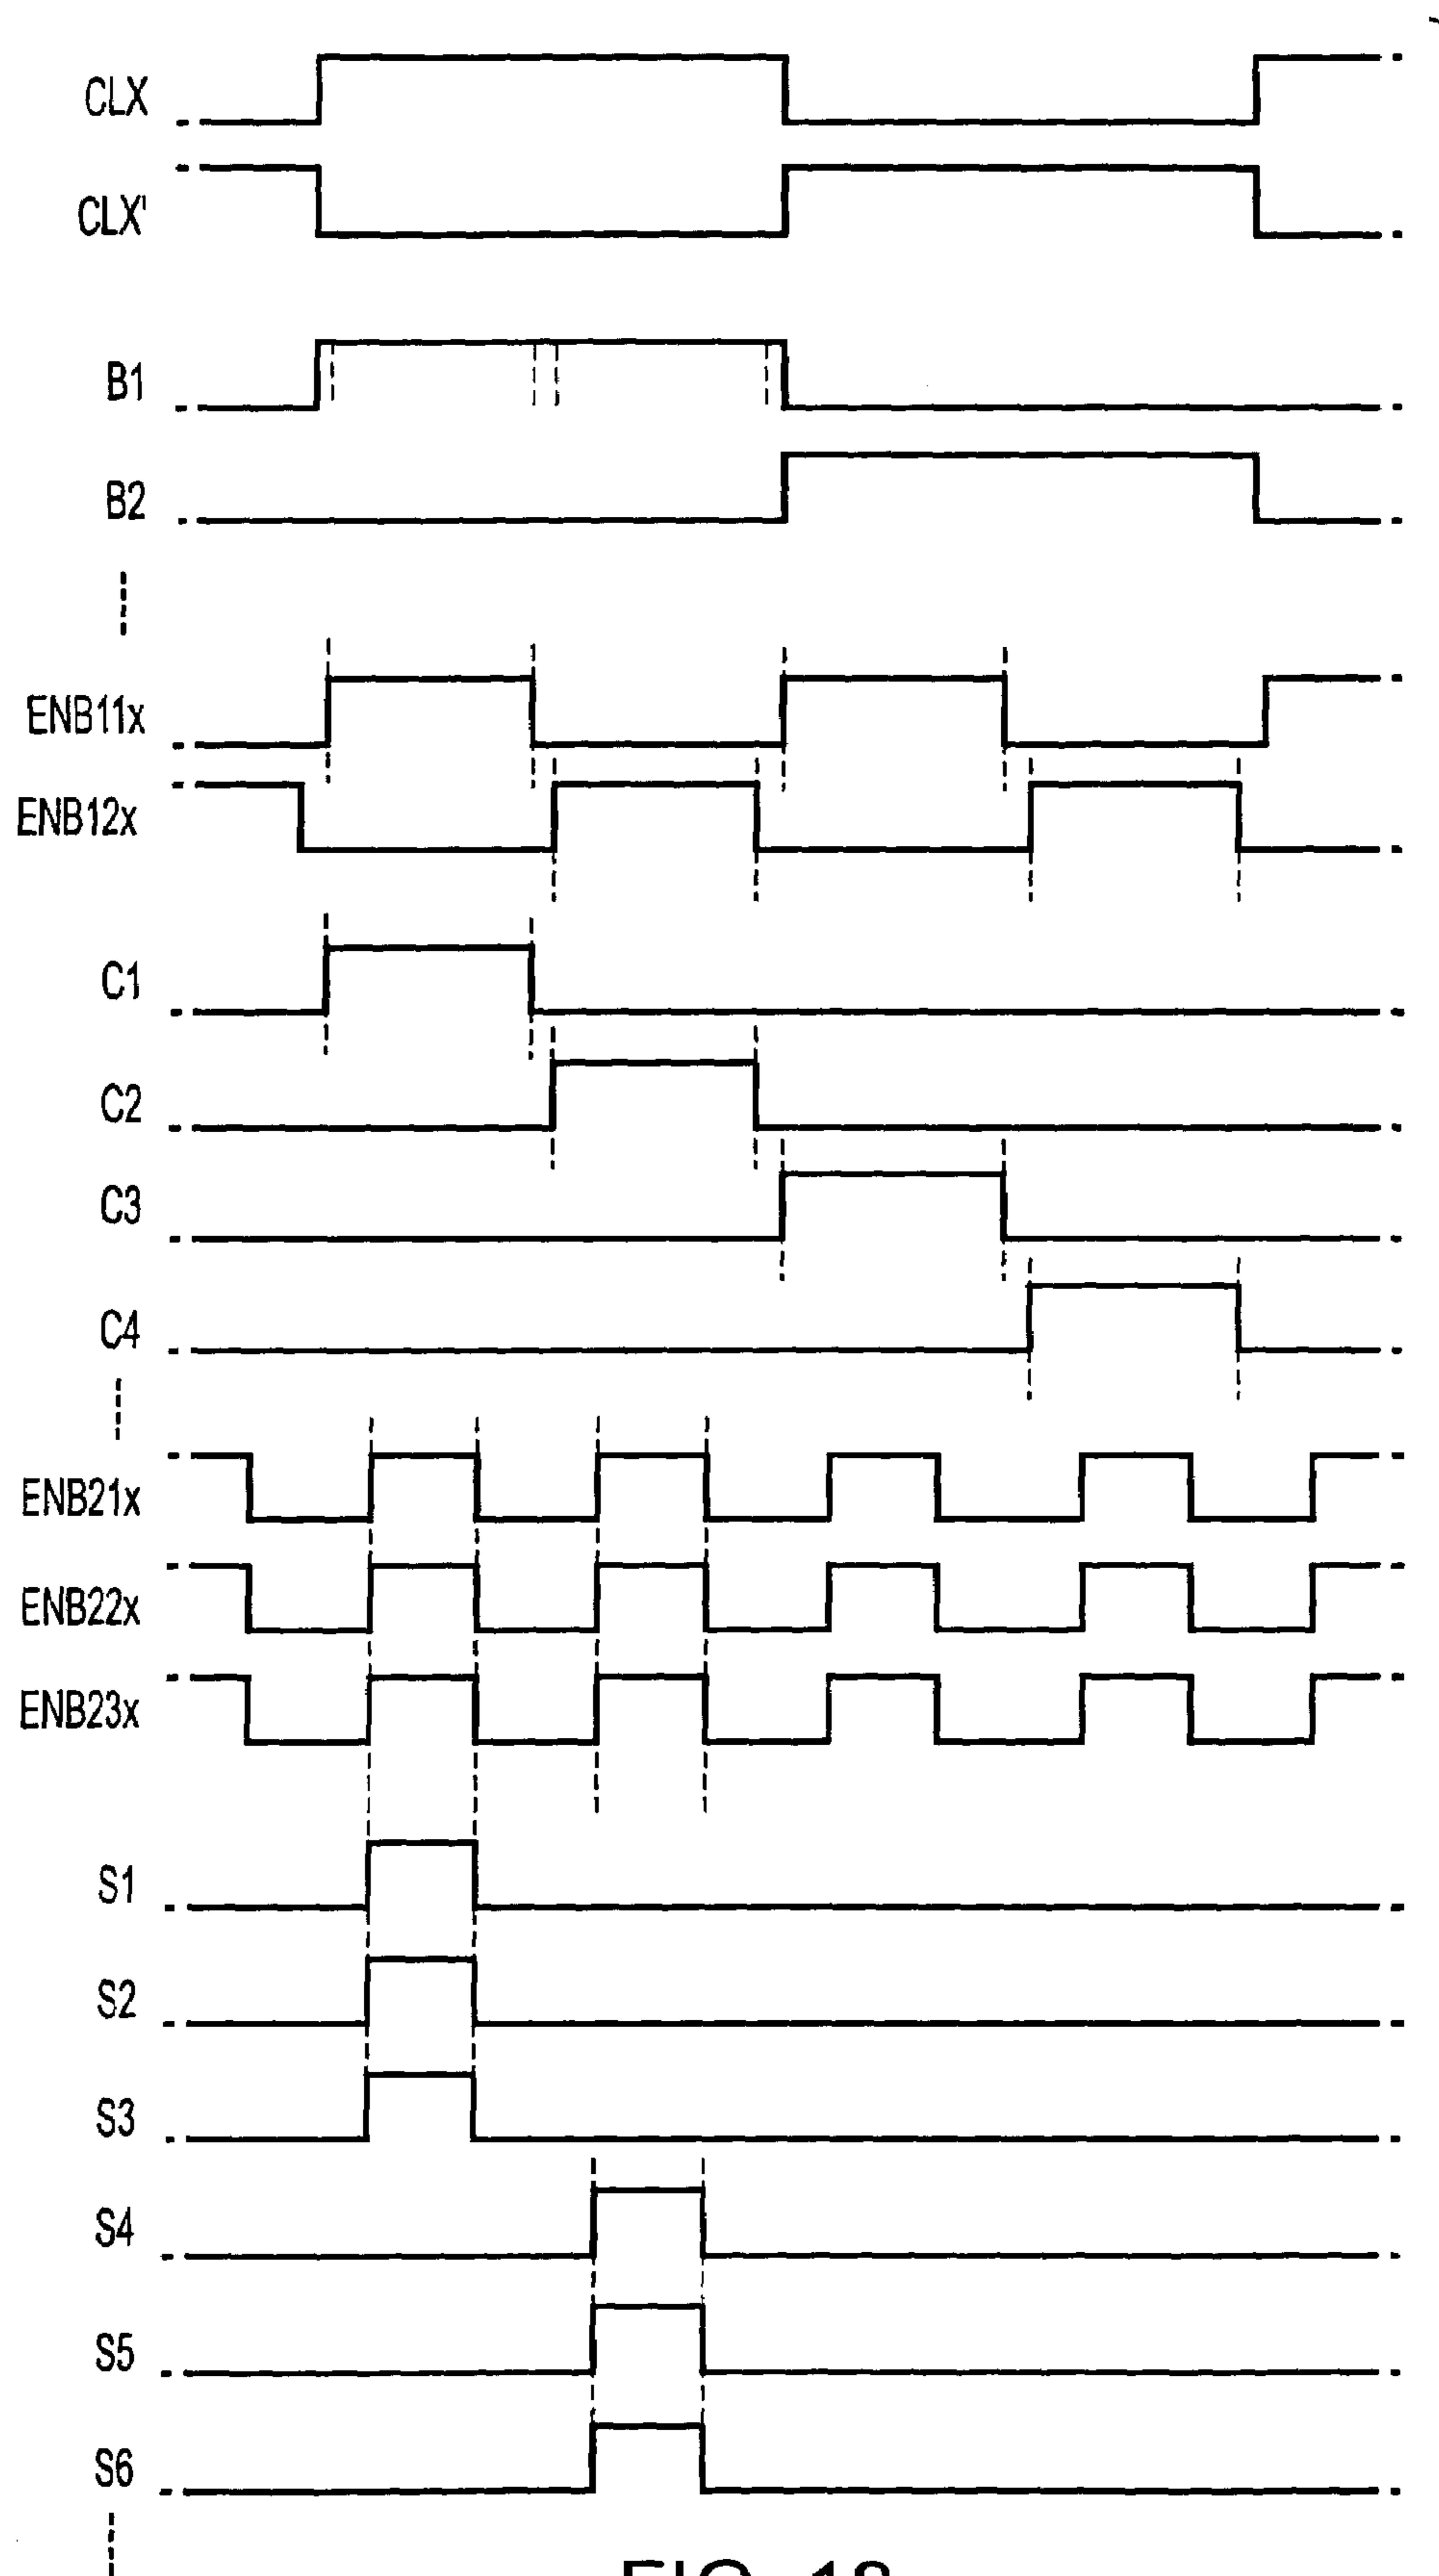 CLX
CLX'
B1
B2
ENB11x
ENB12x
C1
C2
C3
C4
ENB21x
ENB22x
ENB23x
S1
S2
S3
S4
S5
S6